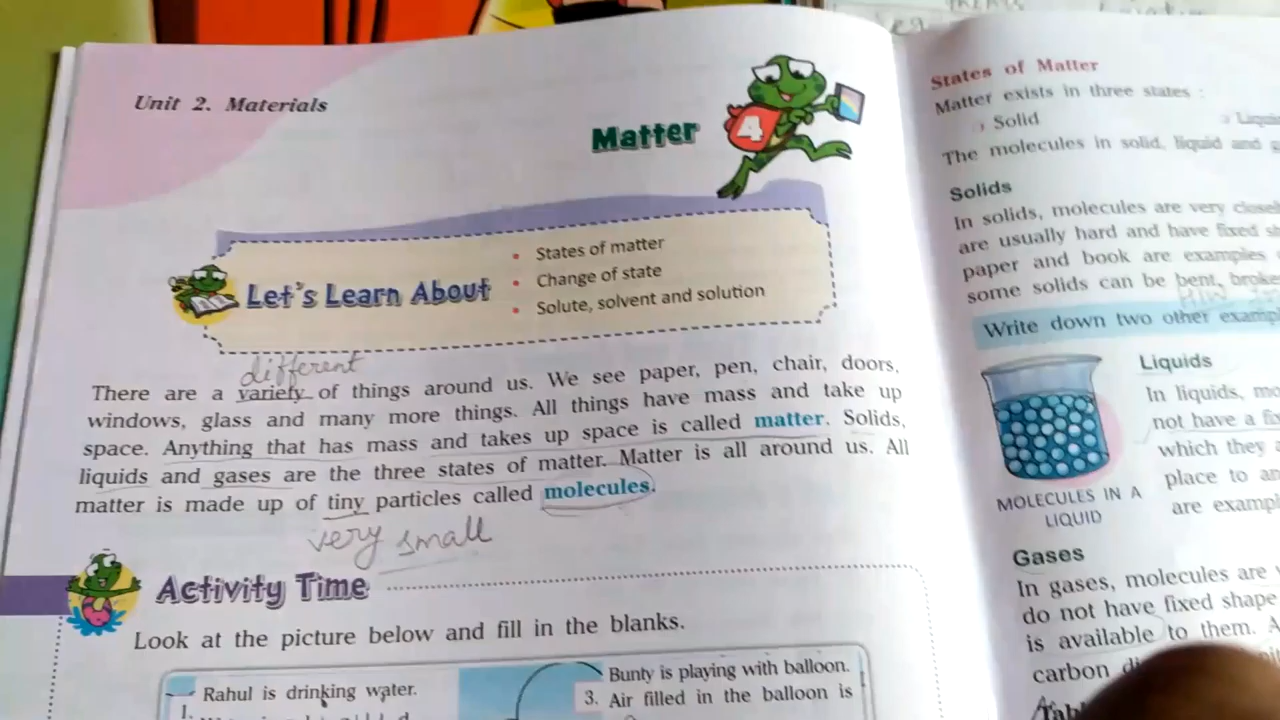 Unit 2. Materials
Matter
4
Let's Learn About
• States of matter
• Change of state
• Solute, solvent and solution
different
There are a variety of things around us. We see paper, pen, chair, doors,
windows, glass and many more things. All things have mass and take up
space. Anything that has mass and takes up space is called matter. Solids,
liquids and gases are the three states of matter. Matter is all around us. All
matter is made up of tiny particles called molecules.
very small
Activity Time
Look at the picture below and fill in the blanks.
Rahul is drinking water.
1.
Bunty is playing with balloon.
3. Air filled in the balloon is
States of Matter
Matter exists in three states :
Solid
The molecules in solid, liquid and
Solids
In solids, molecules are very
are usually hard and have fixed
paper and book are examples
some solids can be bent,
Write down two other
Liquids
In liquids,
not have a
which they
place to
are
MOLECULES IN A
LIQUID
Gases
In gases, molecules are
do not have fixed shape
is available to them.
carbon